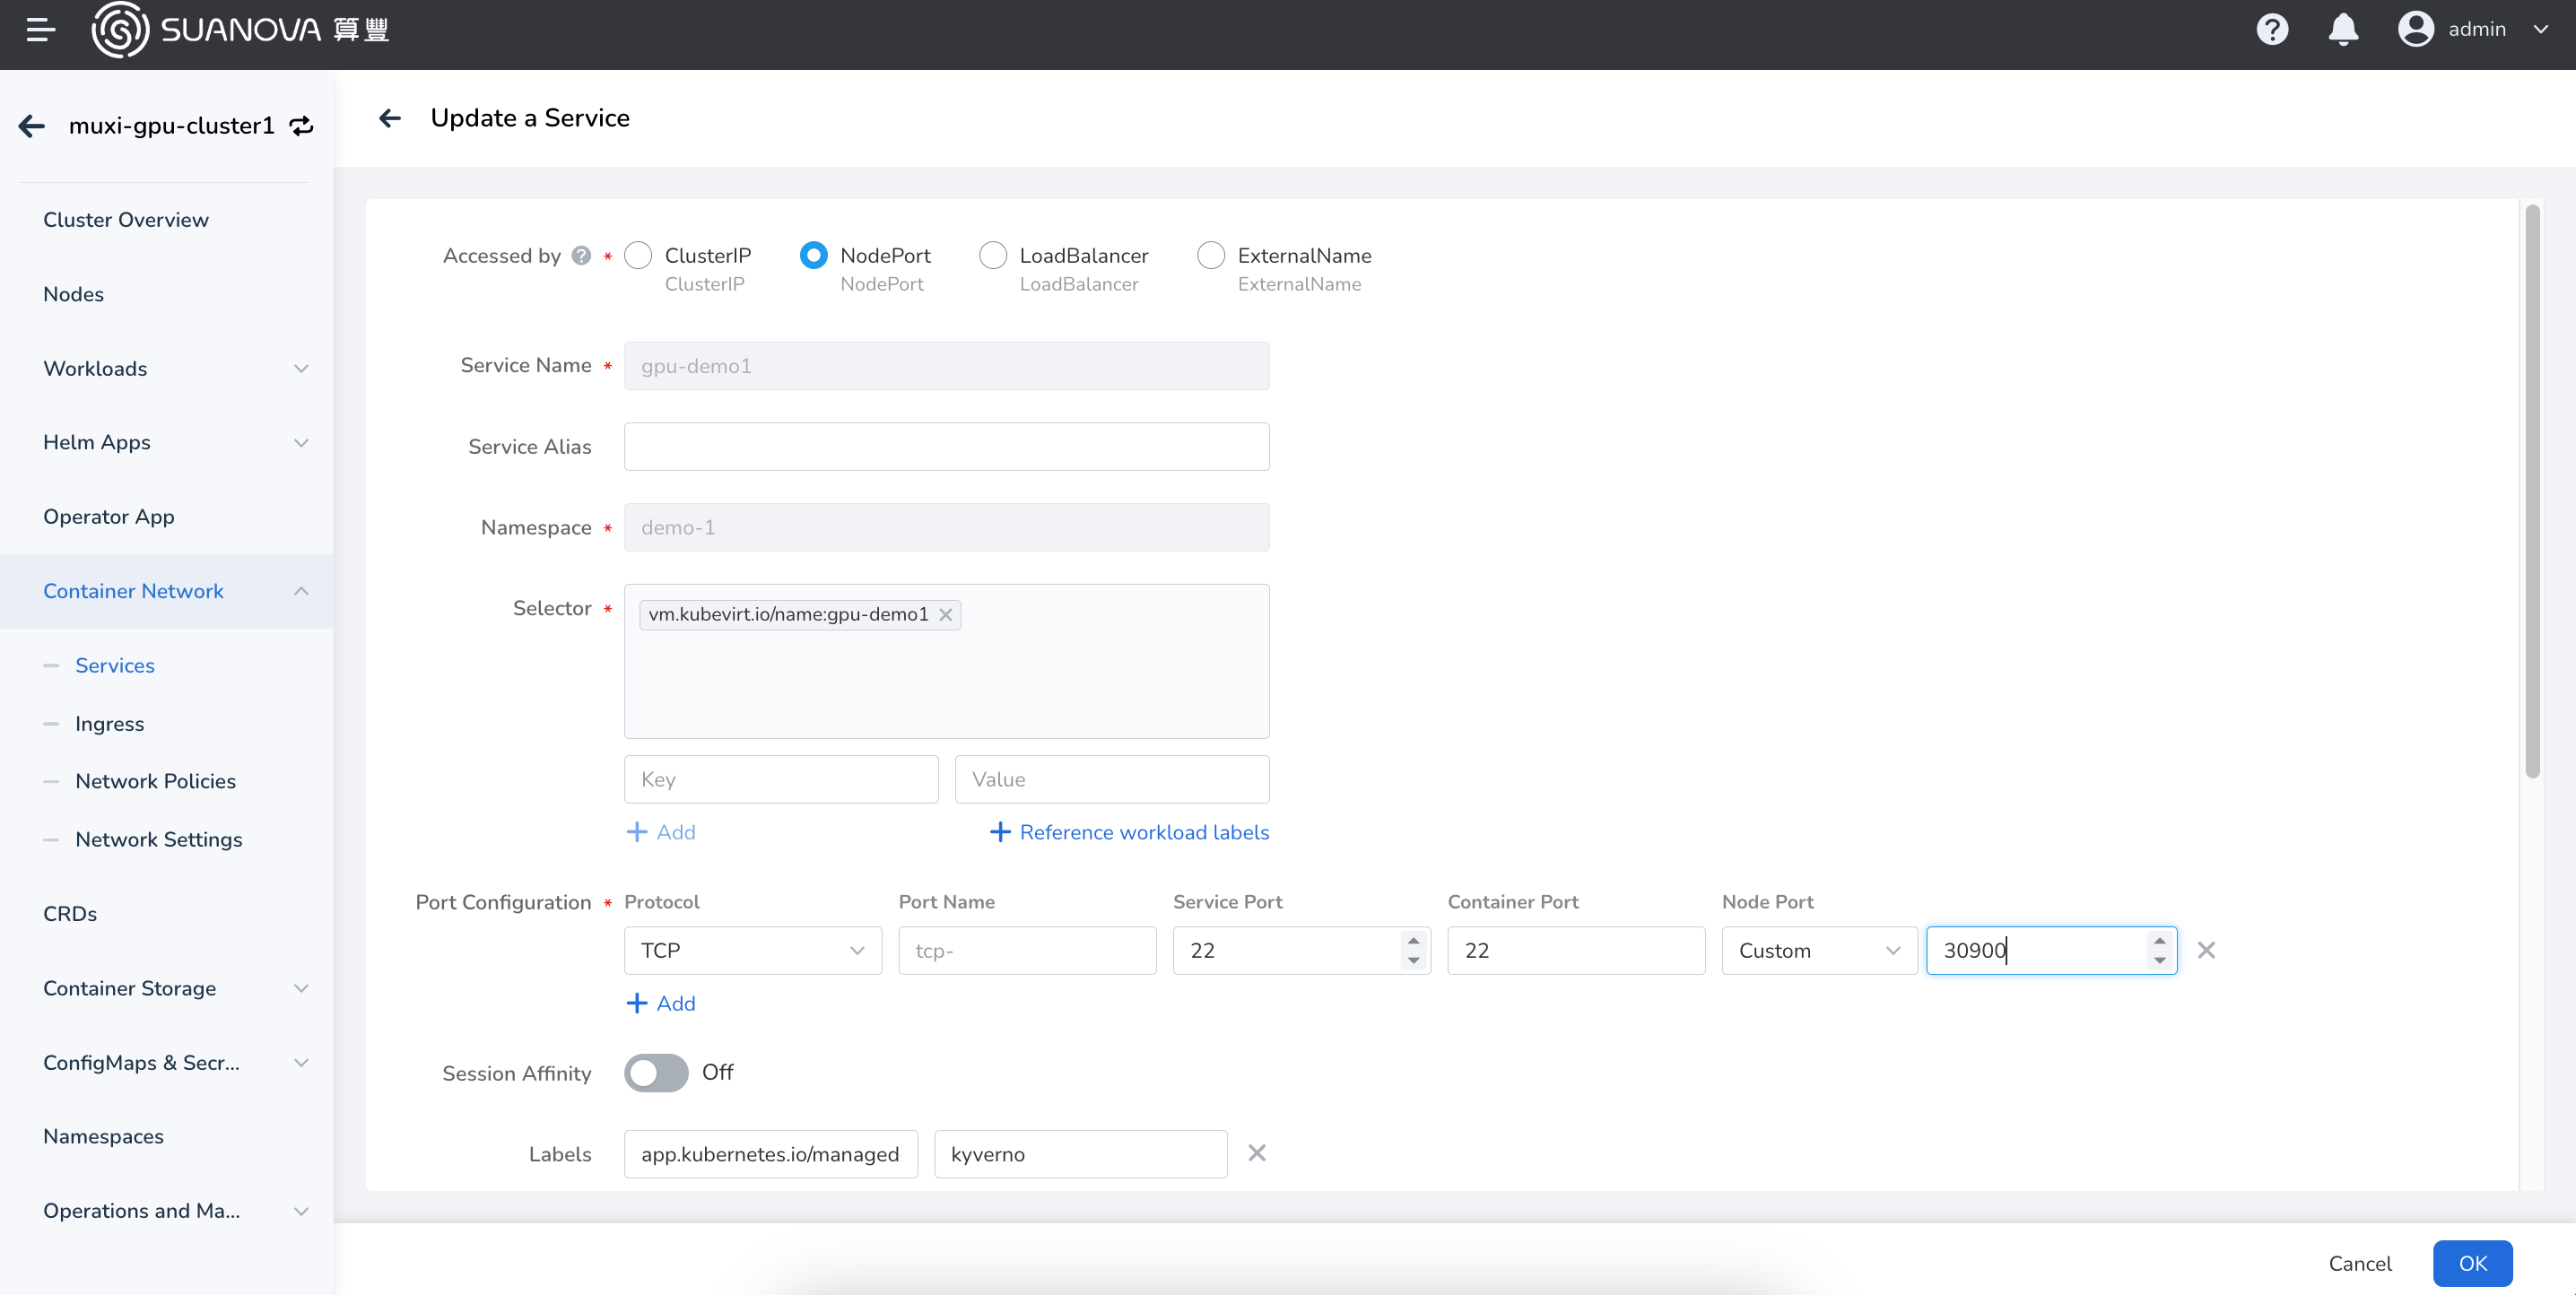 SUANOVA 算豐
admin
muxi-gpu-cluster1
Update a Service
Cluster Overview
Nodes
Workloads
Helm Apps
Operator App
Container Network
Services
Ingress
Network Policies
Network Settings
CRDs
Container Storage
ConfigMaps & Secr...
Namespaces
Operations and Ma...
Accessed by * ClusterIP NodePort LoadBalancer ExternalName
ClusterIP NodePort LoadBalancer ExternalName
Service Name * gpu-demo1
Service Alias
Namespace * demo-1
Selector * vm.kubevirt.io/name:gpu-demo1
Key Value
Add Reference workload labels
Port Configuration * Protocol Port Name Service Port Container Port Node Port
TCP tcp- 22 22 Custom 30900
Add
Session Affinity Off
Labels app.kubernetes.io/managed kyverno
Cancel OK